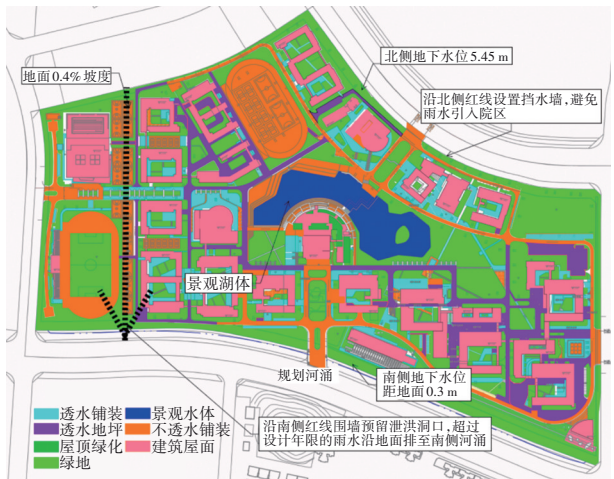 北侧地下水位5.45 m
地面0.4%坡度
沿北侧红线设置挡水墙,避免
雨水引入院区
景观湖体
规划河涌
南侧地下水位
距地面0.3 m
透水铺装
景观水体
透水地坪
不透水铺装
屋顶绿化
建筑屋面
绿地
沿南侧红线围墙预留泄洪洞口,超过
设计年限的雨水沿地面排至南侧河涌